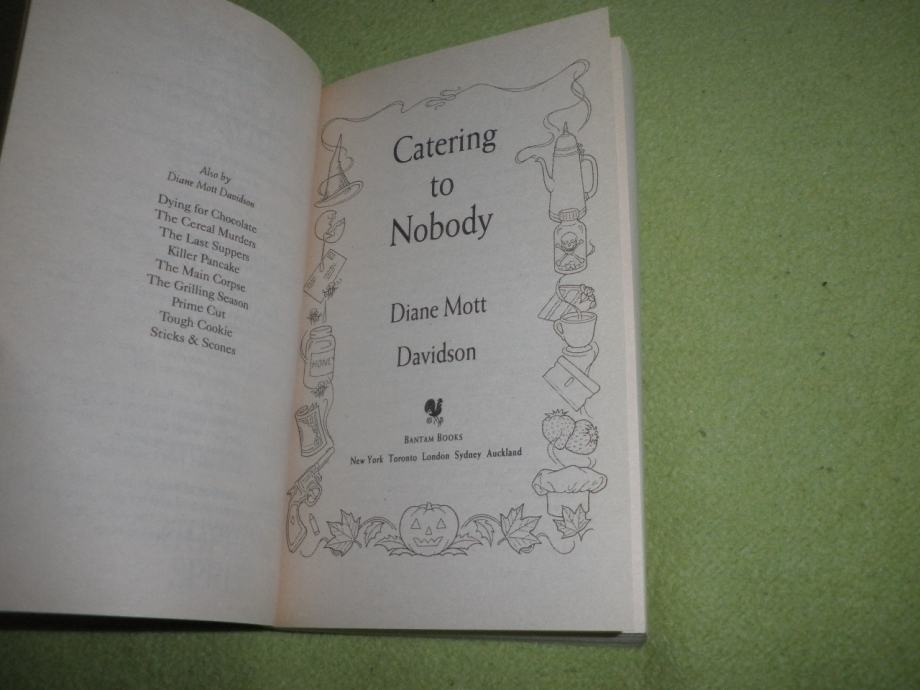 Also by
Diane Mott Davidson
Dying for Chocolate
The Cereal Murders
The Last Suppers
Killer Pancake
The Main Corpse
The Grilling Season
Prime Cut
Tough Cookie
Sticks & Scones
Catering
to
Nobody
Diane Mott
Davidson
BANTAM BOOKS
New York Toronto London Sydney Auckland
HONEY